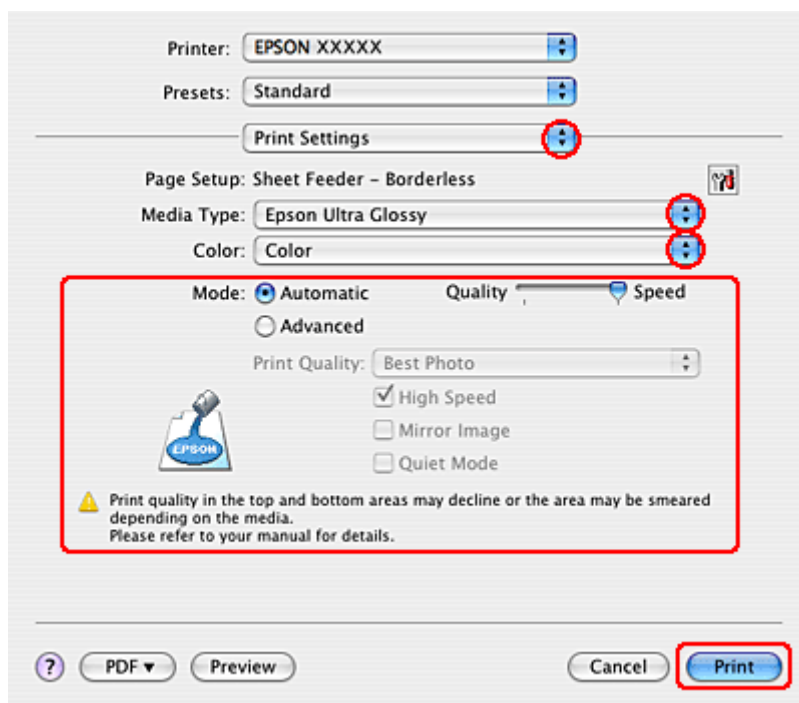 Printer: EPSON XXXXX
Presets: Standard
Print Settings
Page Setup: Sheet Feeder – Borderless
Media Type: Epson Ultra Glossy
Color: Color
Mode: Automatic Quality Speed
Advanced
Print Quality: Best Photo
High Speed
Mirror Image
Quiet Mode
EPSON
Print quality in the top and bottom areas may decline or the area may be smeared
depending on the media.
Please refer to your manual for details.
? PDF Preview Cancel Print